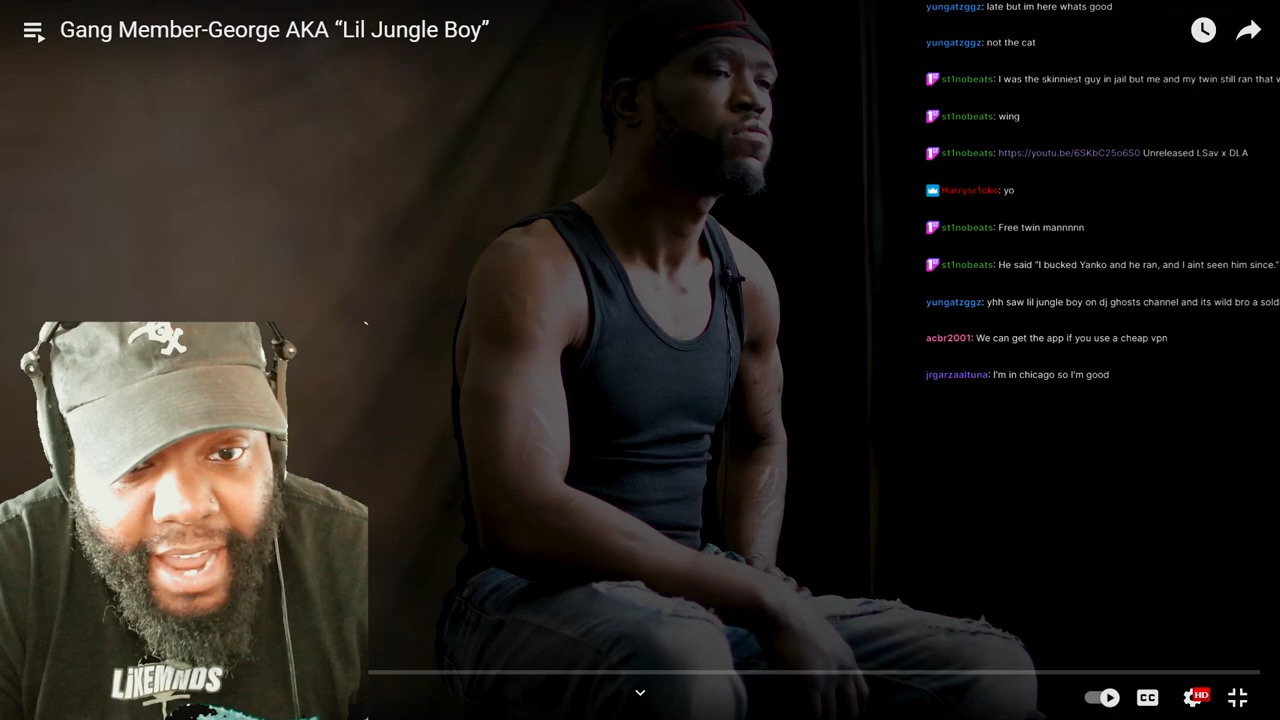 Gang Member-George AKA “Lil Jungle Boy”
yungatzggz: late but im here whats good
yungatzggz: not the cat
st1nobeats: I was the skinniest guy in jail but me and my twin still ran that w
st1nobeats: wing
st1nobeats: https://youtu.be/6SKbC25o6S0 Unreleased LSav x DLA
Harrysr1cko: yo
st1nobeats: Free twin mannnnn
st1nobeats: He said “I bucked Yanko and he ran, and I aint seen him since.”
yungatzggz: yhh saw lil jungle boy on dj ghosts channel and its wild bro a sold
acbr2001: We can get the app if you use a cheap vpn
jrgarzaaltuna: I'm in chicago so I'm good
LIKEMNDS
CC
HD